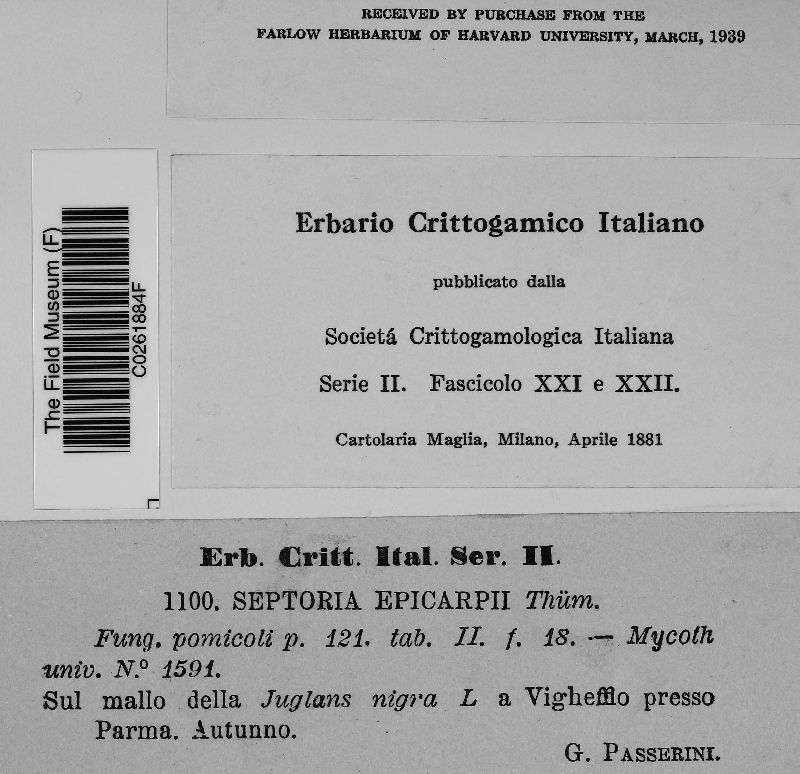 RECEIVED BY PURCHASE FROM THE
FARLOW HERBARIUM OF HARVARD UNIVERSITY, MARCH, 1939
The Field Museum (F)
C0261884F
Erbario Crittogamico Italiano
pubblicato dalla
Societá Crittogamologica Italiana
Serie II. Fascicolo XXI e XXII.
Cartolaria Maglia, Milano, Aprile 1881
Erb. Critt. Ital. Ser. II.
1100. SEPTORIA EPICARPII Thüm.
Fung. pomicoli p. 121. tab. II. f. 18. — Mycoth
univ. N.º 1591.
Sul mallo della Juglans nigra L a Vigheffio presso
Parma. Autunno.
G. PASSERINI.